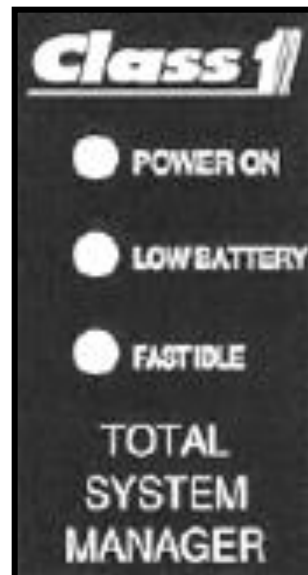 Class 1
POWER ON
LOW BATTERY
FAST IDLE
TOTAL
SYSTEM
MANAGER